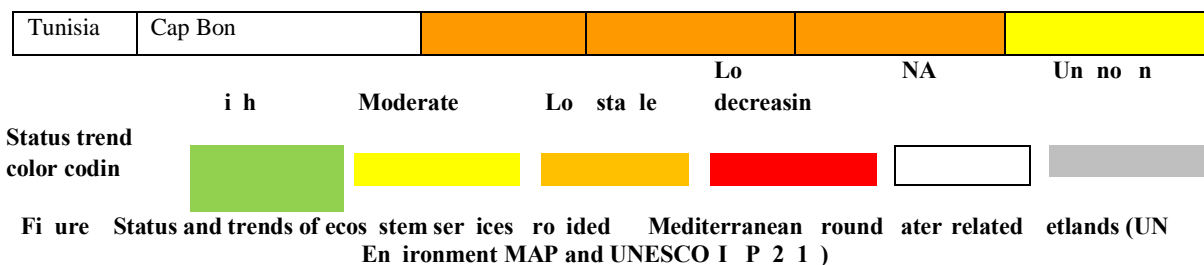 Tunisia Cap Bon
Lo NA Un no n
i h Moderate Lo sta le decreasin
Status trend
color codin
Fi ure Status and trends of ecos stem ser ices ro ided Mediterranean round ater related etlands (UN
En ironment MAP and UNESCO I P 2 1 )